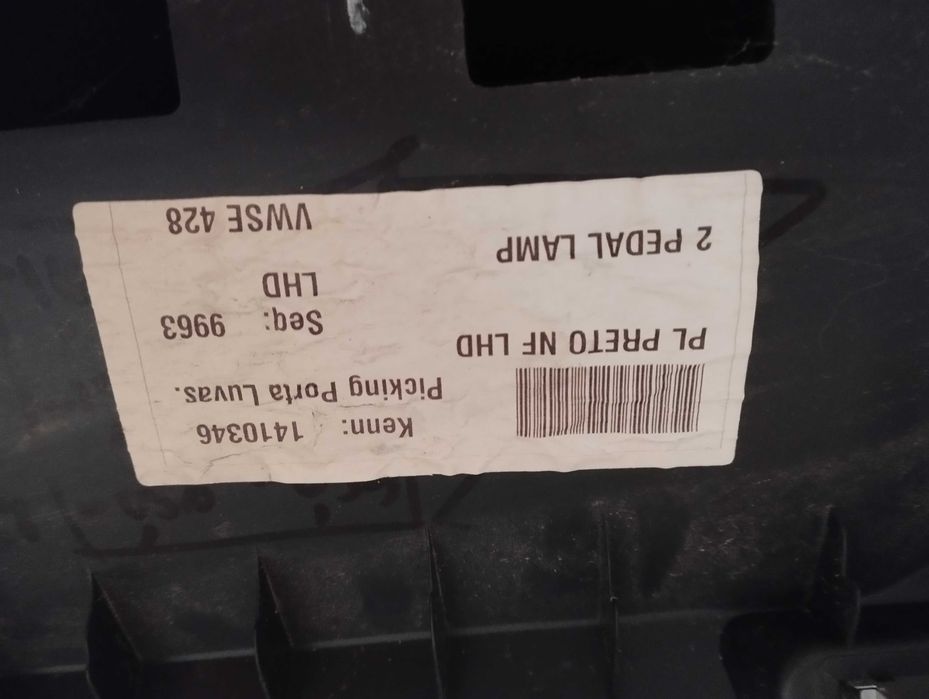 Kenn: 1410346
Picking Porta Luvas.
PL PRETO NF LHD
Seq: 9963
LHD
2 PEDAL LAMP
VWSE 428